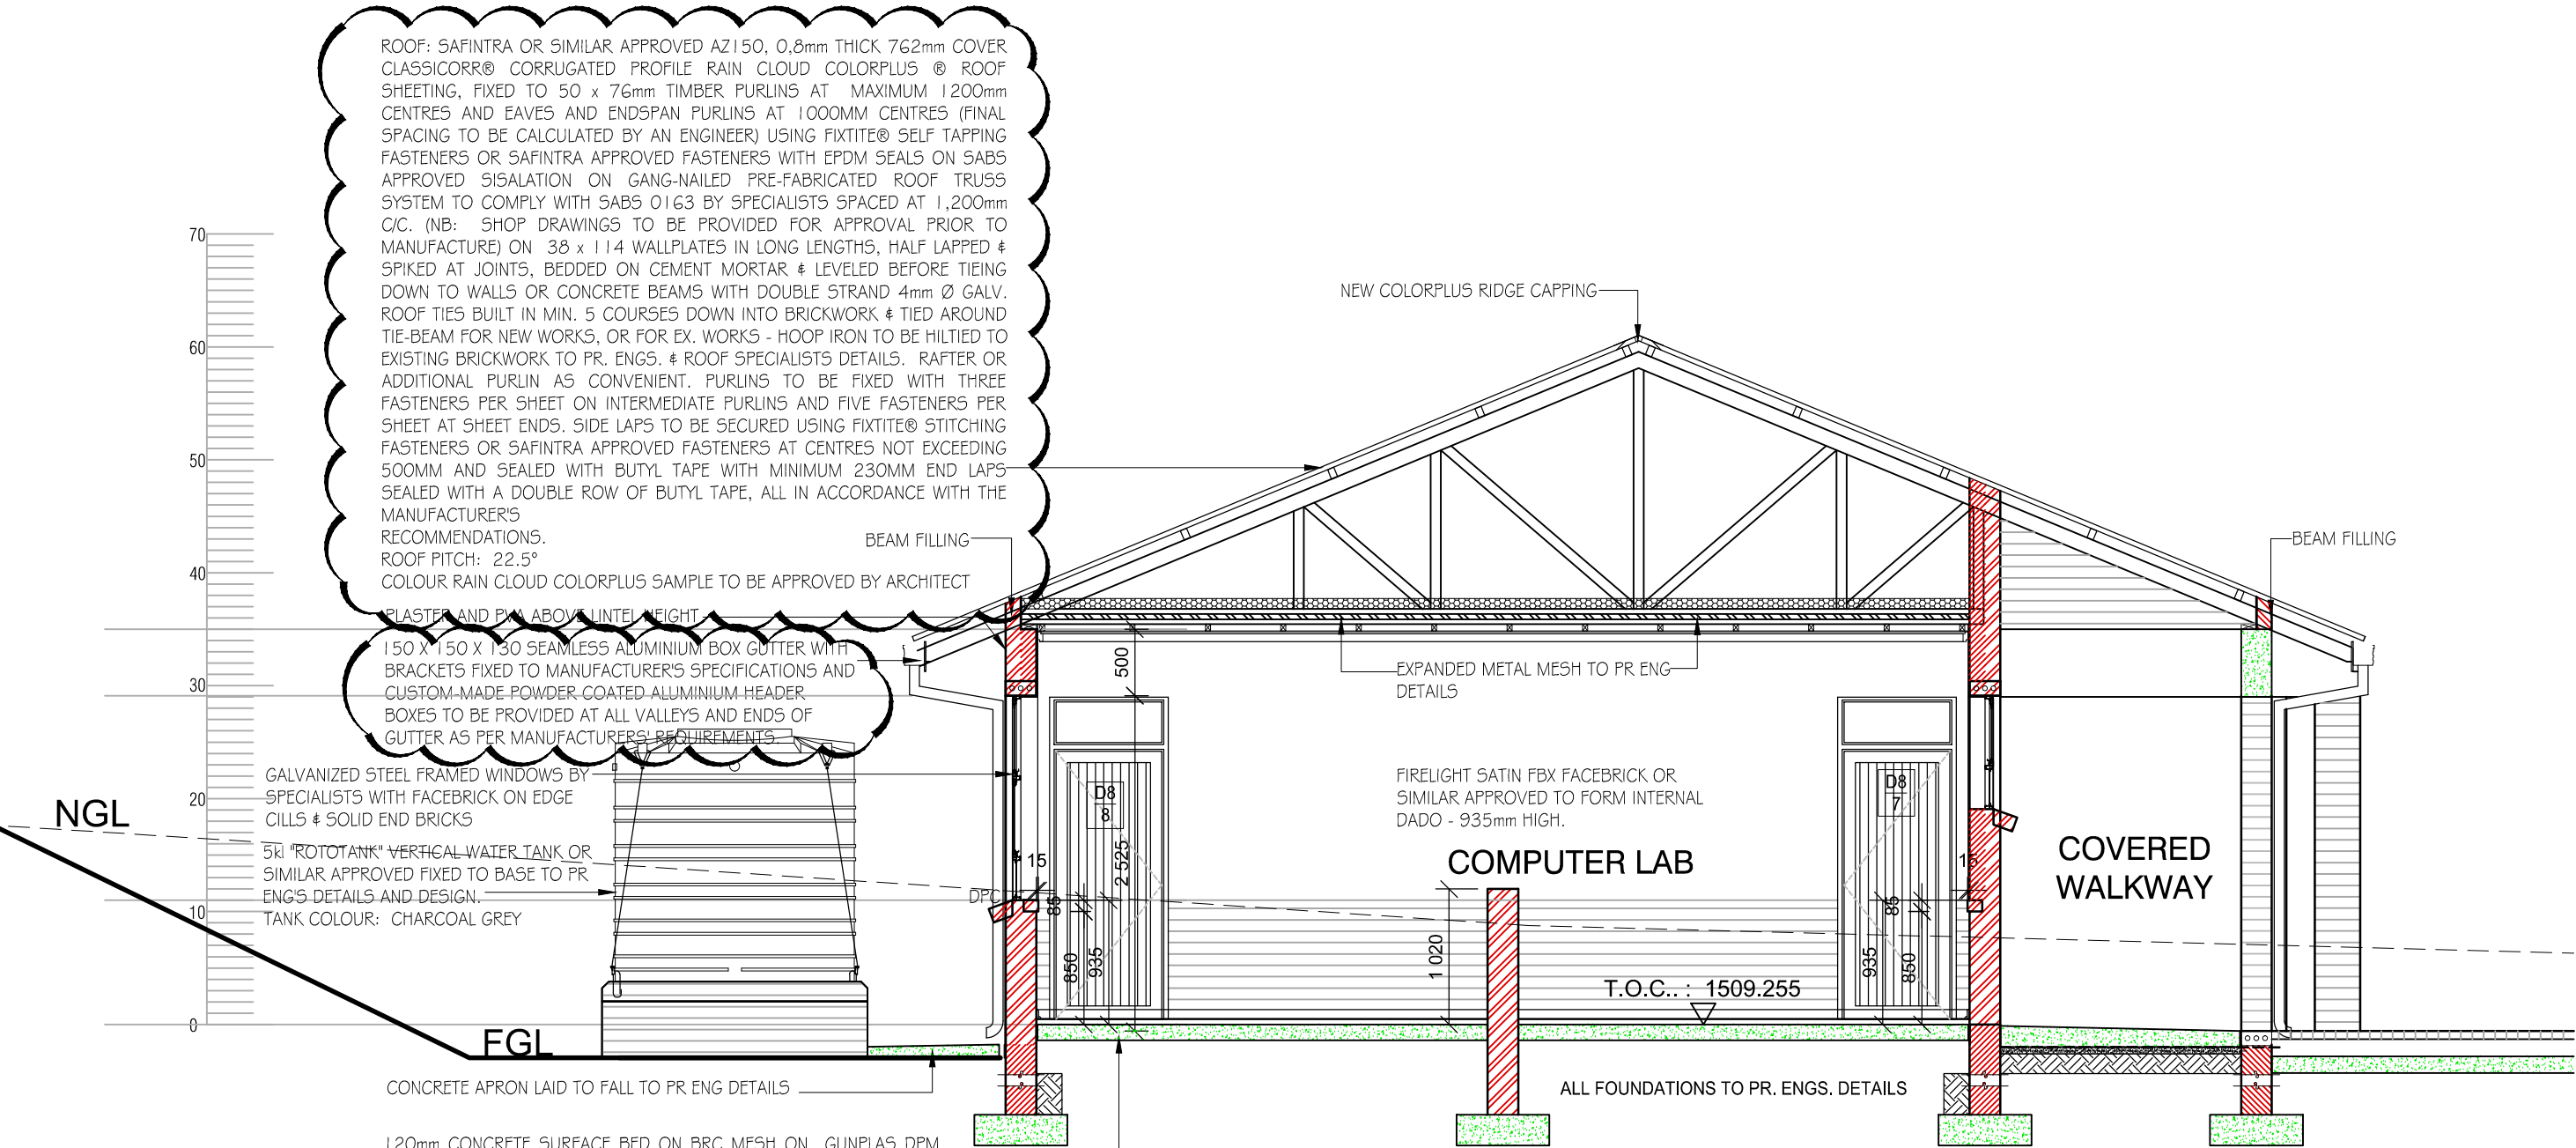 ROOF: SAFINTRA OR SIMILAR APPROVED AZ150, 0,8mm THICK 762mm COVER
CLASSICORR® CORRUGATED PROFILE RAIN CLOUD COLORPLUS ® ROOF
SHEETING, FIXED TO 50 x 76mm TIMBER PURLINS AT MAXIMUM 1200mm
CENTRES AND EAVES AND ENDSPAN PURLINS AT 1000MM CENTRES (FINAL
SPACING TO BE CALCULATED BY AN ENGINEER) USING FIXTITE® SELF TAPPING
FASTENERS OR SAFINTRA APPROVED FASTENERS WITH EPDM SEALS ON SABS
APPROVED SISALATION ON GANG-NAILED PRE-FABRICATED ROOF TRUSS
SYSTEM TO COMPLY WITH SABS 0163 BY SPECIALISTS SPACED AT 1,200mm
C/C. (NB: SHOP DRAWINGS TO BE PROVIDED FOR APPROVAL PRIOR TO
MANUFACTURE) ON 38 x 114 WALLPLATES IN LONG LENGTHS, HALF LAPPED &
SPIKED AT JOINTS, BEDDED ON CEMENT MORTAR & LEVELED BEFORE TIEING
DOWN TO WALLS OR CONCRETE BEAMS WITH DOUBLE STRAND 4mm Ø GALV.
ROOF TIES BUILT IN MIN. 5 COURSES DOWN INTO BRICKWORK & TIED AROUND
TIE-BEAM FOR NEW WORKS, OR FOR EX. WORKS - HOOP IRON TO BE HILTIED TO
EXISTING BRICKWORK TO PR. ENGS. & ROOF SPECIALISTS DETAILS. RAFTER OR
ADDITIONAL PURLIN AS CONVENIENT. PURLINS TO BE FIXED WITH THREE
FASTENERS PER SHEET ON INTERMEDIATE PURLINS AND FIVE FASTENERS PER
SHEET AT SHEET ENDS. SIDE LAPS TO BE SECURED USING FIXTITE® STITCHING
FASTENERS OR SAFINTRA APPROVED FASTENERS AT CENTRES NOT EXCEEDING
500MM AND SEALED WITH BUTYL TAPE WITH MINIMUM 230MM END LAPS
SEALED WITH A DOUBLE ROW OF BUTYL TAPE, ALL IN ACCORDANCE WITH THE
MANUFACTURER'S
RECOMMENDATIONS.
ROOF PITCH: 22.5°
COLOUR RAIN CLOUD COLORPLUS SAMPLE TO BE APPROVED BY ARCHITECT
BEAM FILLING
PLASTER AND PVA ABOVE LINTEL HEIGHT
150 X 150 X 130 SEAMLESS ALUMINIUM BOX GUTTER WITH
BRACKETS FIXED TO MANUFACTURER'S SPECIFICATIONS AND
CUSTOM-MADE POWDER COATED ALUMINIUM HEADER
BOXES TO BE PROVIDED AT ALL VALLEYS AND ENDS OF
GUTTER AS PER MANUFACTURERS' REQUIREMENTS.
GALVANIZED STEEL FRAMED WINDOWS BY
SPECIALISTS WITH FACEBRICK ON EDGE
CILLS & SOLID END BRICKS
5kl "ROTOTANK" VERTICAL WATER TANK OR
SIMILAR APPROVED FIXED TO BASE TO PR
ENG'S DETAILS AND DESIGN.
TANK COLOUR: CHARCOAL GREY
70
60
50
40
30
20
10
0
NGL
FGL
CONCRETE APRON LAID TO FALL TO PR ENG DETAILS
120mm CONCRETE SURFACE BED ON BRC MESH ON GUNPLAS DPM
NEW COLORPLUS RIDGE CAPPING
BEAM FILLING
EXPANDED METAL MESH TO PR ENG
DETAILS
FIRELIGHT SATIN FBX FACEBRICK OR
SIMILAR APPROVED TO FORM INTERNAL
DADO - 935mm HIGH.
COMPUTER LAB
COVERED
WALKWAY
T.O.C.. : 1509.255
ALL FOUNDATIONS TO PR. ENGS. DETAILS
DPC
500
2 525
15
85
850
935
1 020
D8
8
D8
7
15
85
935
850